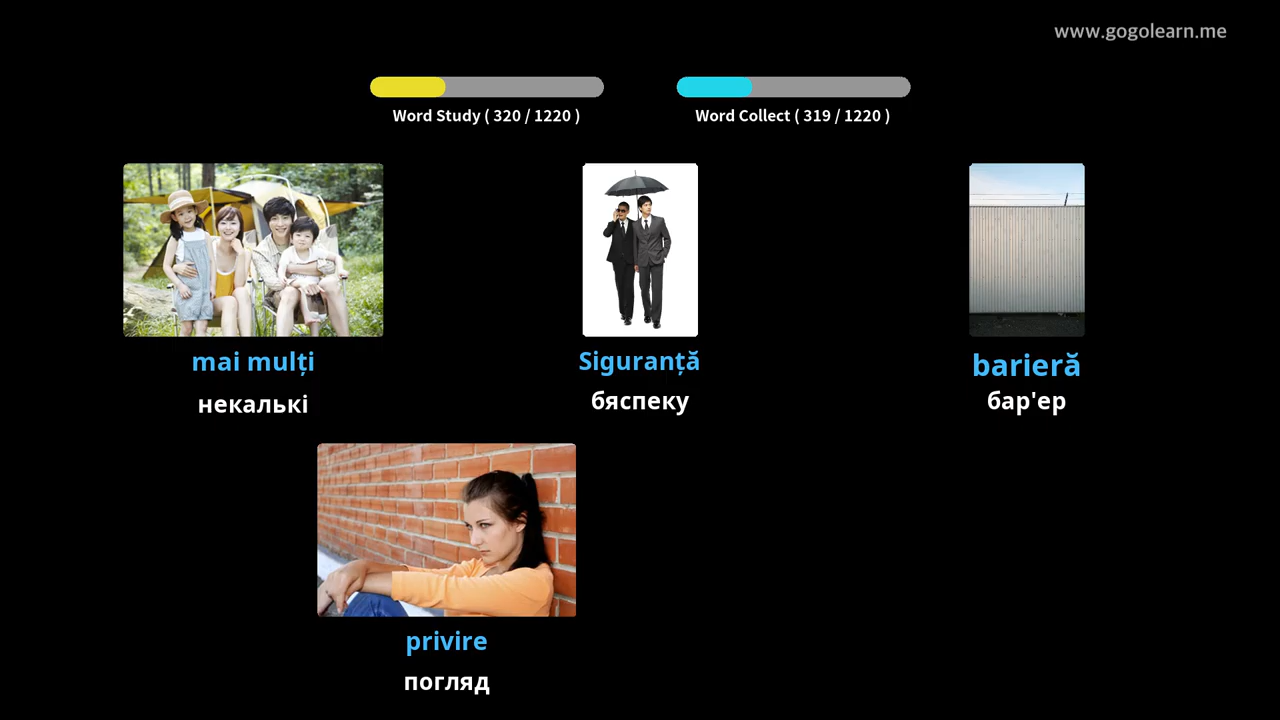 www.gogolearn.me
Word Study ( 320 / 1220 )
Word Collect ( 319 / 1220 )
mai mulți
некалькі
Siguranță
бяспеку
barieră
бар'ер
privire
погляд